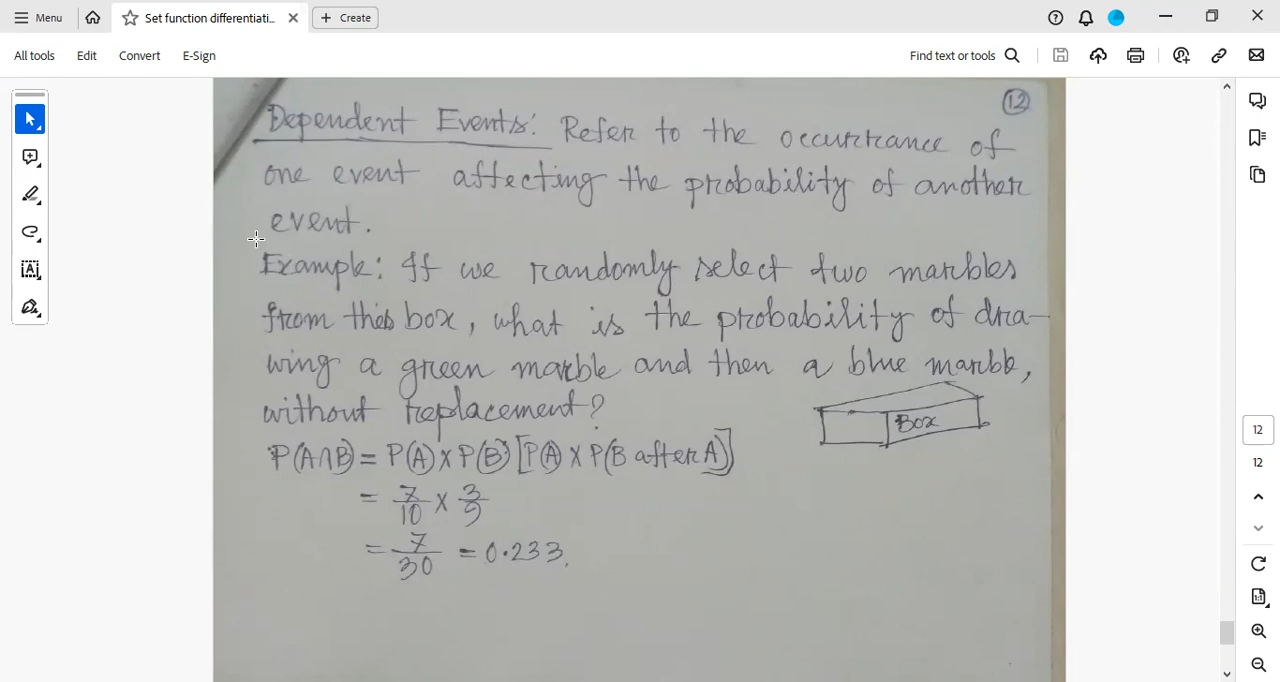 Menu
Set function differentiati...
Create
All tools
Edit
Convert
E-Sign
Find text or tools
12
Dependent Events: Refer to the occurrance of
one event affecting the probability of another
event.
Example: If we randomly select two marbles
from this box, what is the probability of dra-
wing a green marble and then a blue marble,
without replacement?
Box
P(A∩B) = P(A) × P(B) [P(A) × P(B after A)]
= 7/10 × 3/9
= 7/30 = 0.233.
12
12
1:1